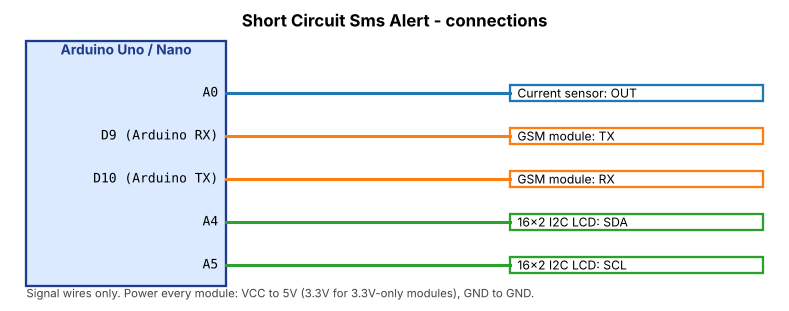 Short Circuit Sms Alert - connections
Arduino Uno / Nano
A0
Current sensor: OUT
D9 (Arduino RX)
GSM module: TX
D10 (Arduino TX)
GSM module: RX
A4
16×2 I2C LCD: SDA
A5
16×2 I2C LCD: SCL
Signal wires only. Power every module: VCC to 5V (3.3V for 3.3V-only modules), GND to GND.